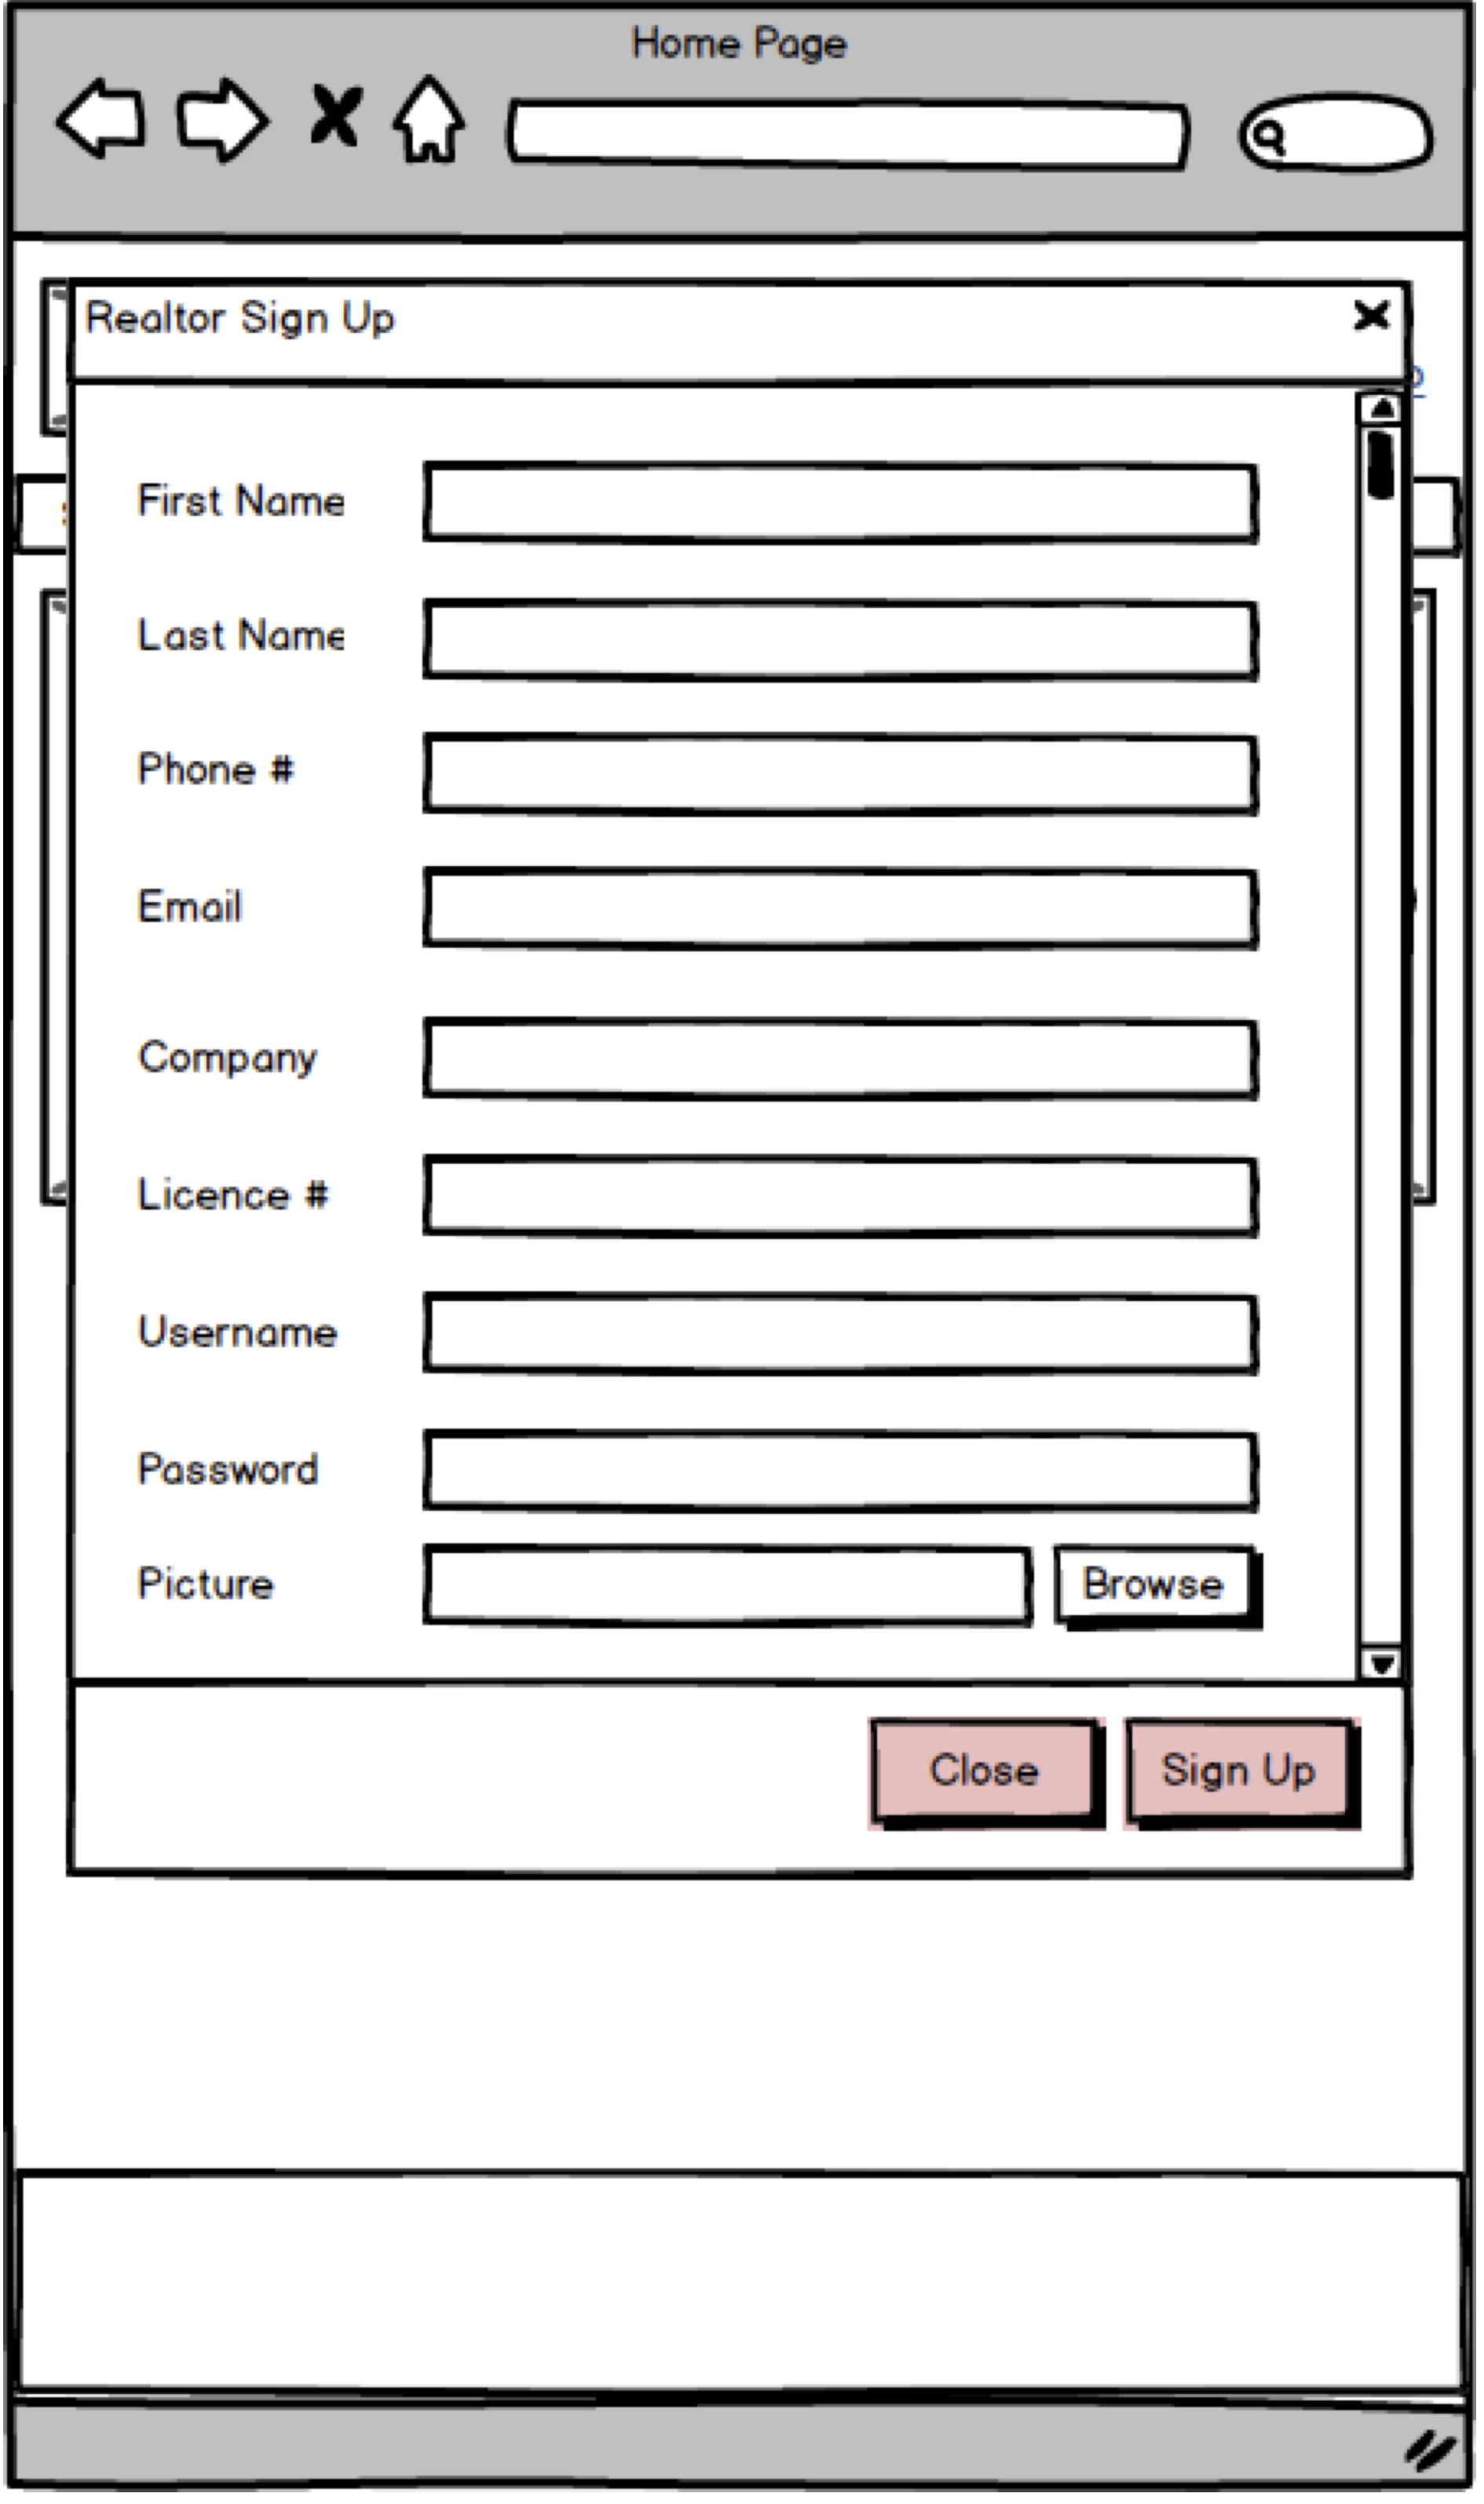 Home Page
Realtor Sign Up
First Name
Last Name
Phone #
Email
Company
Licence #
Username
Password
Picture
Browse
Close
Sign Up